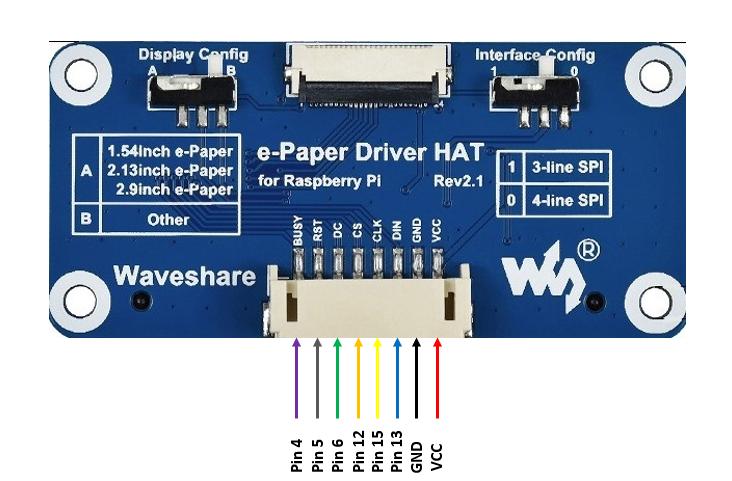 Display Config
A B
Interface Config
1 0
A
1.54inch e-Paper
2.13inch e-Paper
2.9inch e-Paper
B Other
e-Paper Driver HAT
for Raspberry Pi Rev2.1
1 3-line SPI
0 4-line SPI
BUSY RST DC CS CLK DIN GND VCC
Waveshare
®
Pin 4
Pin 5
Pin 6
Pin 12
Pin 15
Pin 13
GND
VCC